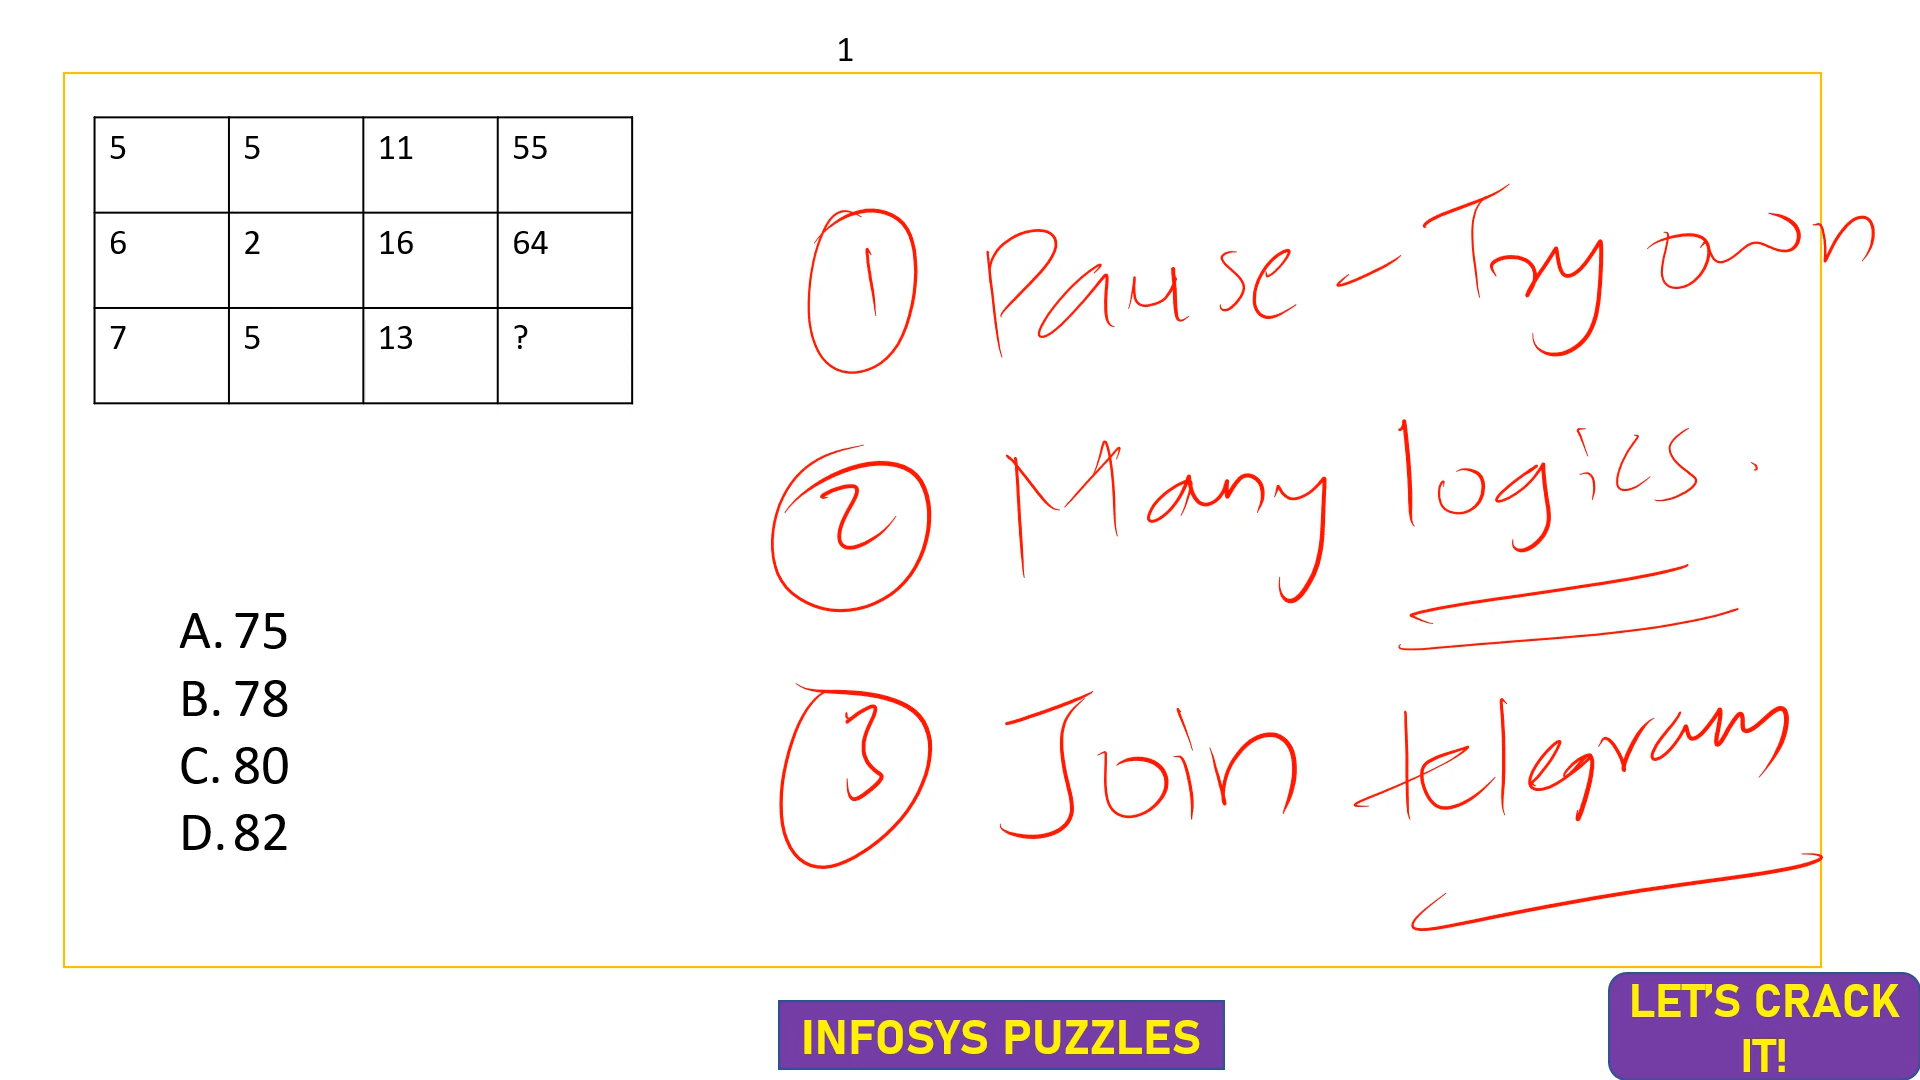 1
5 5 11 55
6 2 16 64
7 5 13 ?
A. 75
B. 78
C. 80
D. 82
1 Pause - Try own
2 Many logics.
3 Join telegram
INFOSYS PUZZLES
LET'S CRACK
IT!